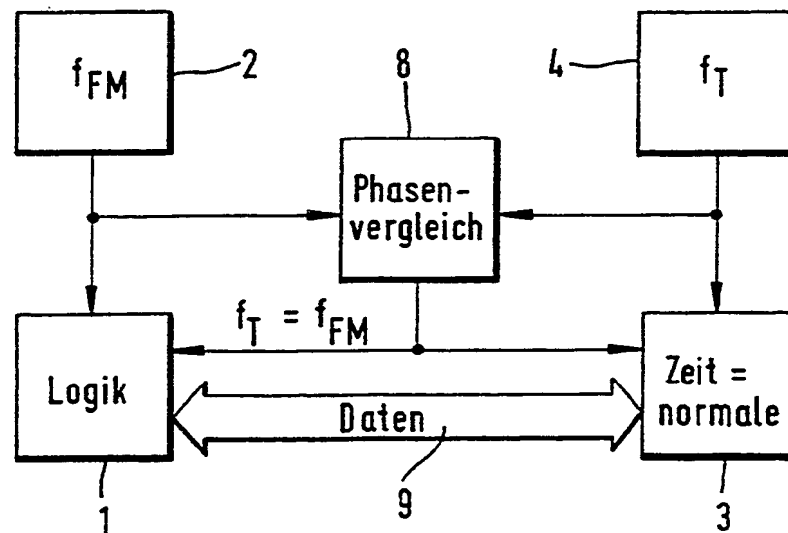 f_FM
2
4
f_T
8
Phasen-
vergleich
f_T = f_FM
Logik
Daten
Zeit =
normale
1
9
3